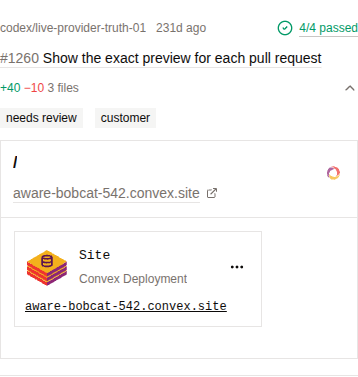 codex/live-provider-truth-01 231d ago 4/4 passed
#1260 Show the exact preview for each pull request
+40 −10 3 files
needs review customer
/
aware-bobcat-542.convex.site
Site
Convex Deployment
aware-bobcat-542.convex.site